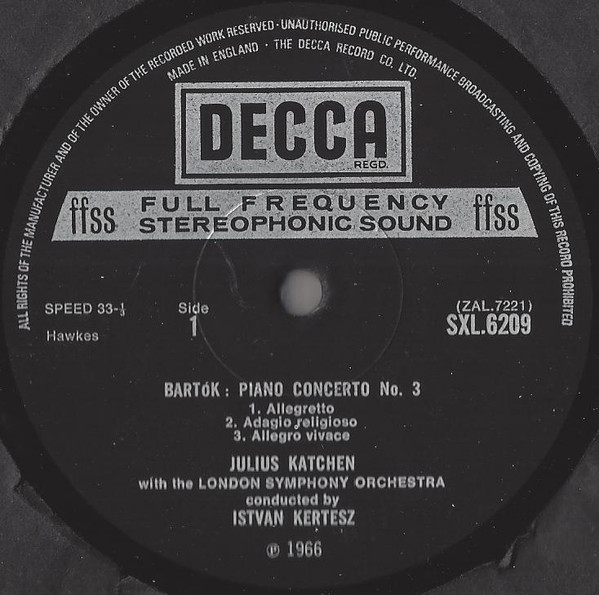 ALL RIGHTS OF THE MANUFACTURER AND OF THE OWNER OF THE RECORDED WORK RESERVED · UNAUTHORISED PUBLIC PERFORMANCE BROADCASTING AND COPYING OF THIS RECORD PROHIBITED
MADE IN ENGLAND · THE DECCA RECORD CO. LTD.
DECCA
REGD.
ffss FULL FREQUENCY ffss
STEREOPHONIC SOUND
SPEED 33-⅓ Side (ZAL.7221)
1 SXL.6209
Hawkes
BARTóK : PIANO CONCERTO No. 3
1. Allegretto
2. Adagio religioso
3. Allegro vivace
JULIUS KATCHEN
with the LONDON SYMPHONY ORCHESTRA
conducted by
ISTVAN KERTESZ
℗ 1966